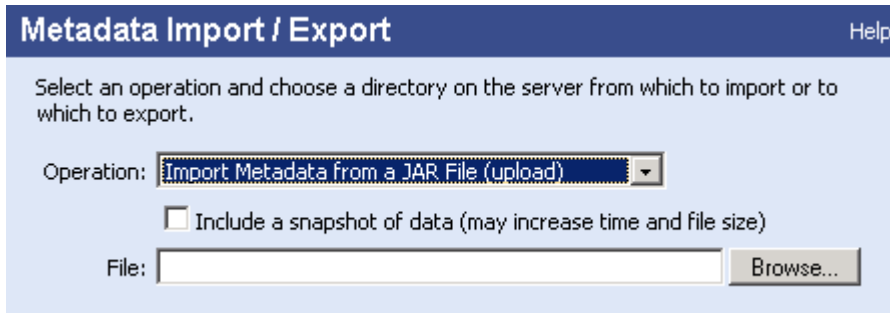 Metadata Import / Export
Help
Select an operation and choose a directory on the server from which to import or to
which to export.
Operation: Import Metadata from a JAR File (upload)
Include a snapshot of data (may increase time and file size)
File: Browse...